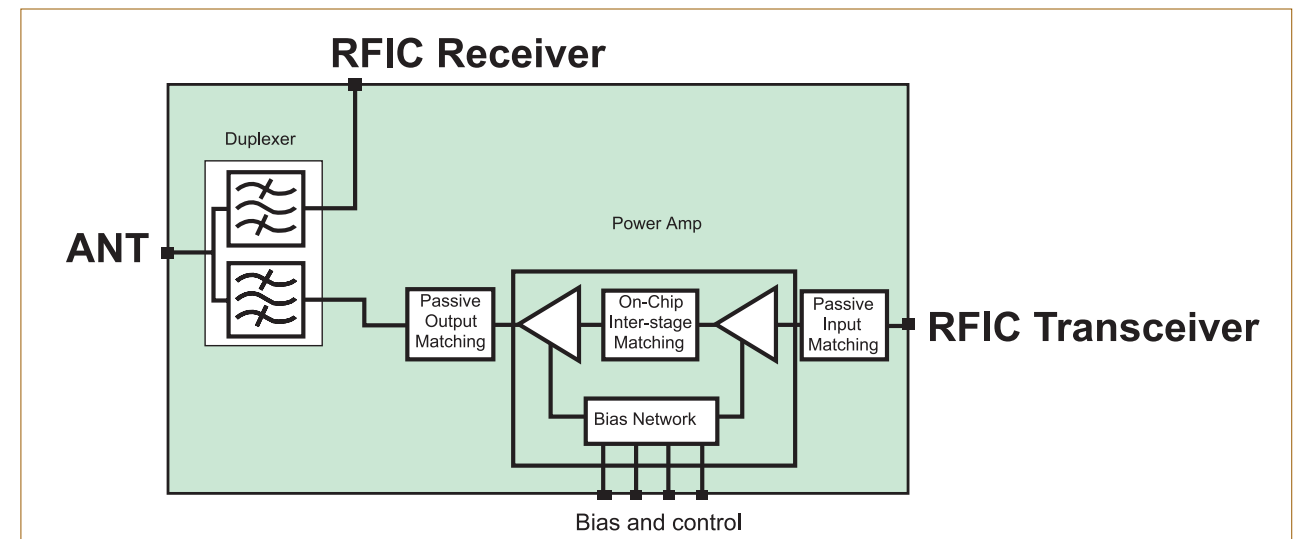 RFIC Receiver
Duplexer
ANT
Power Amp
Passive
Output
Matching
On-Chip
Inter-stage
Matching
Passive
Input
Matching
RFIC Transceiver
Bias Network
Bias and control